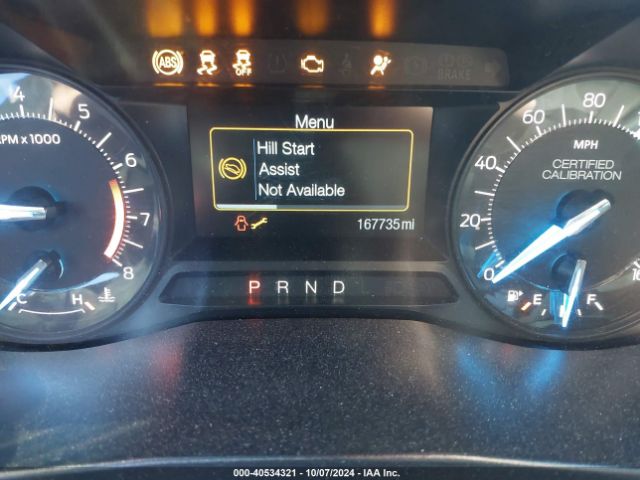 ABS OFF BRAKE
Menu
Hill Start
Assist
Not Available
167735 mi
P R N D
4 5 6 7 8
RPM x 1000
C H
0 20 40 60 80 100
MPH
CERTIFIED
CALIBRATION
E F
000-40534321 - 10/07/2024 - IAA Inc.